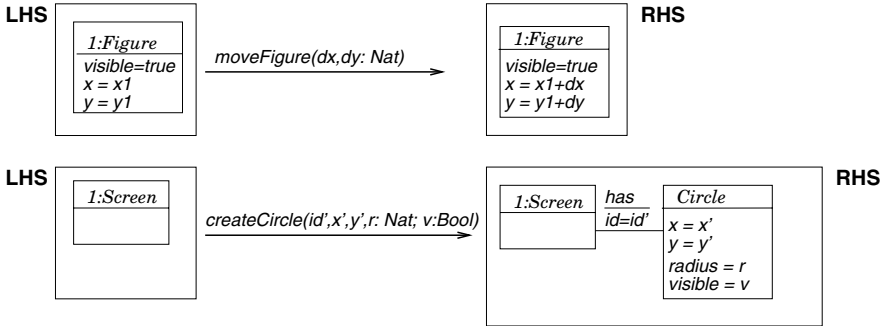 LHS
1:Figure
visible=true
x = x1
y = y1
moveFigure(dx,dy: Nat)
RHS
1:Figure
visible=true
x = x1+dx
y = y1+dy
LHS
1:Screen
createCircle(id',x',y',r: Nat; v:Bool)
RHS
1:Screen
has
id=id'
Circle
x = x'
y = y'
radius = r
visible = v